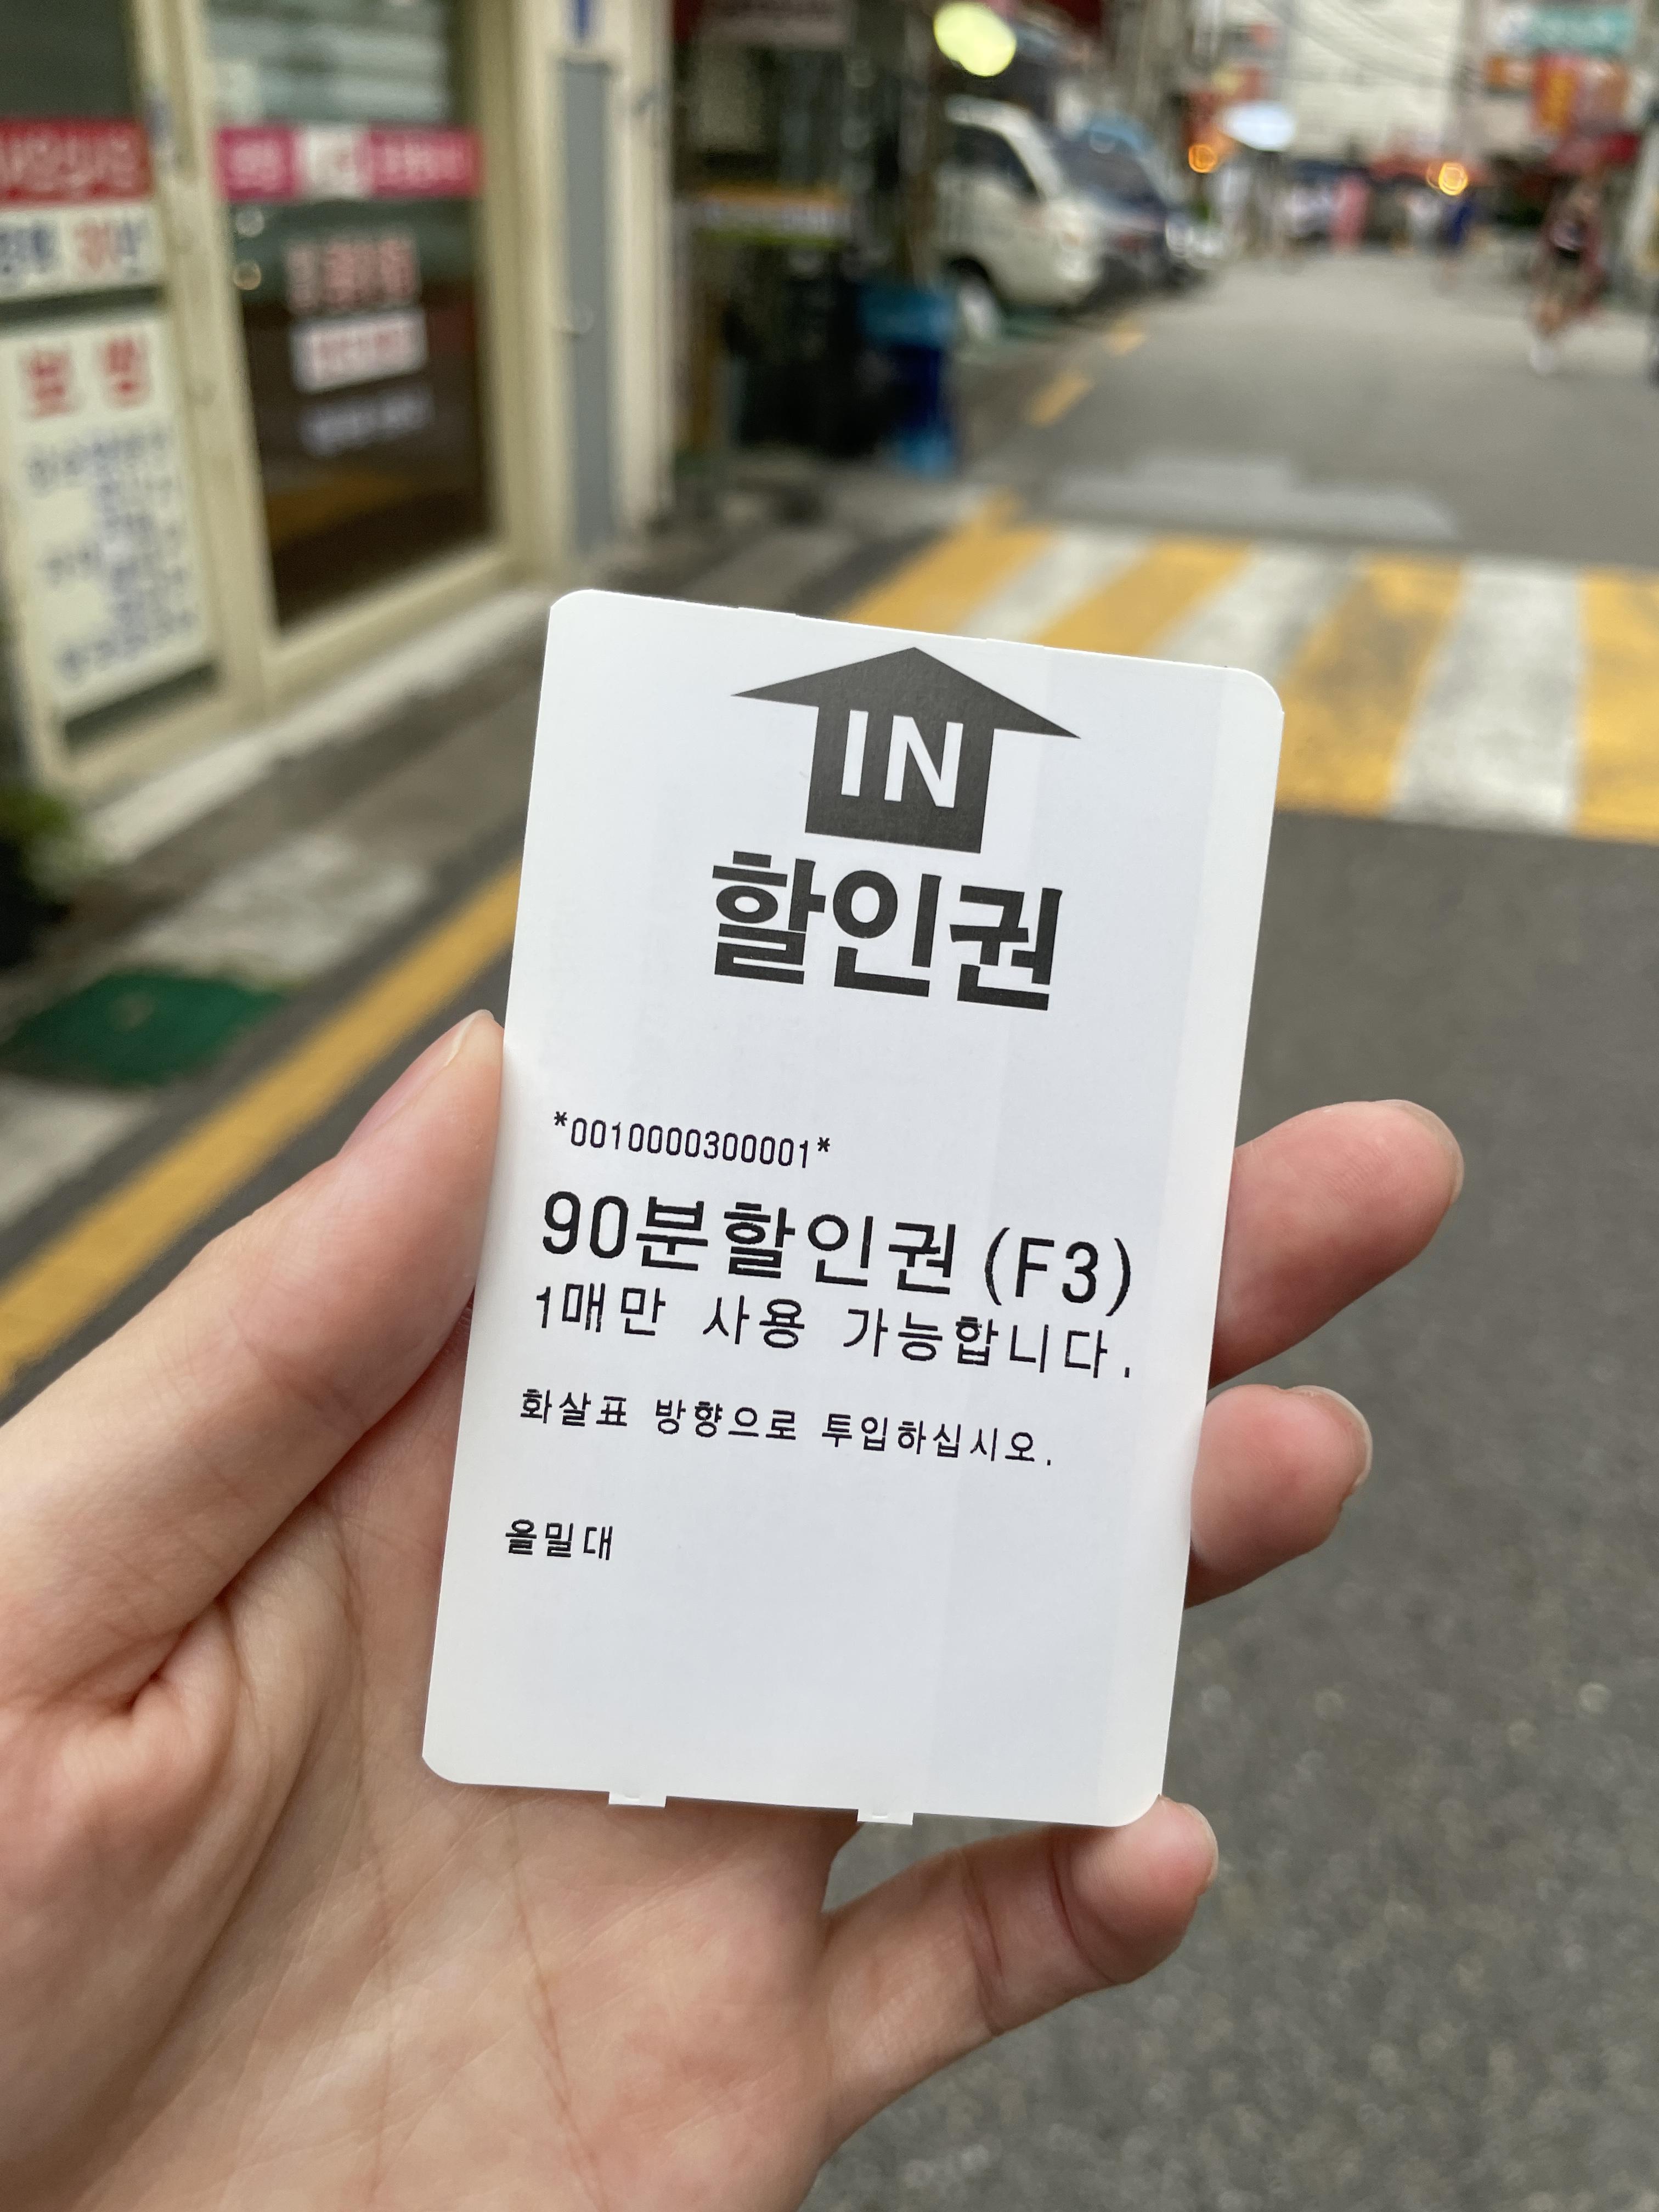 IN
할인권
*0010000300001*
90분할인권(F3)
1매만 사용 가능합니다.
화살표 방향으로 투입하십시오.
을밀대